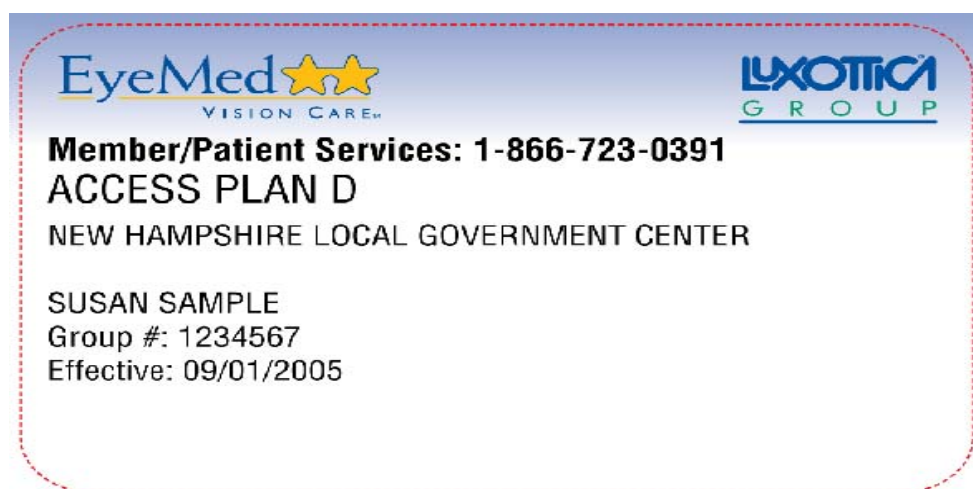 EyeMed
VISION CARE
LUXOTTICA
GROUP
Member/Patient Services: 1-866-723-0391
ACCESS PLAN D
NEW HAMPSHIRE LOCAL GOVERNMENT CENTER
SUSAN SAMPLE
Group #: 1234567
Effective: 09/01/2005